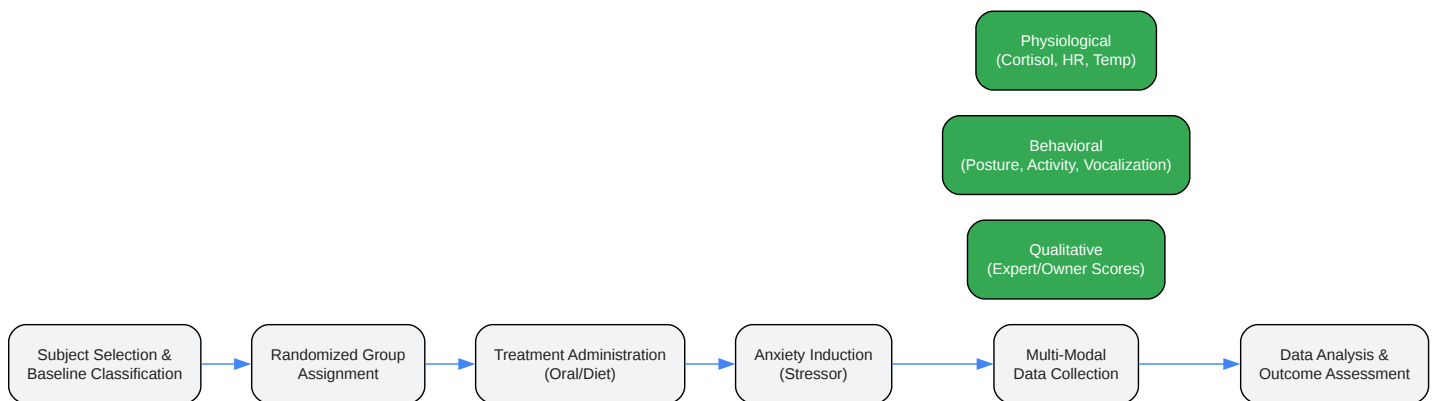 Physiological
(Cortisol, HR, Temp)
Behavioral
(Posture, Activity, Vocalization)
Qualitative
(Expert/Owner Scores)
Subject Selection &
Baseline Classification
Randomized Group
Assignment
Treatment Administration
(Oral/Diet)
Anxiety Induction
(Stressor)
Multi-Modal
Data Collection
Data Analysis &
Outcome Assessment